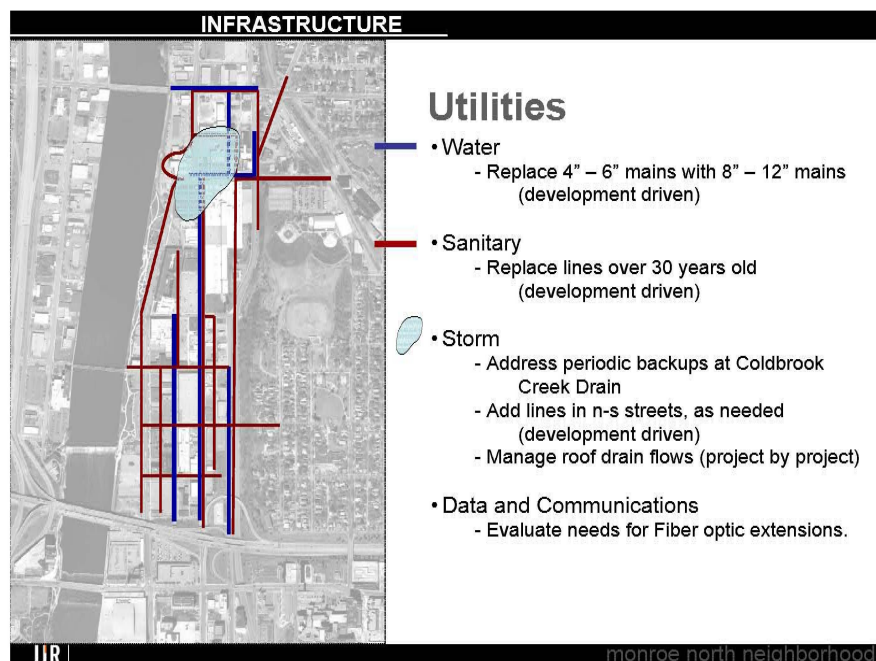 INFRASTRUCTURE
Utilities
• Water
- Replace 4” – 6” mains with 8” – 12” mains
(development driven)
• Sanitary
- Replace lines over 30 years old
(development driven)
• Storm
- Address periodic backups at Coldbrook
Creek Drain
- Add lines in n-s streets, as needed
(development driven)
- Manage roof drain flows (project by project)
• Data and Communications
- Evaluate needs for Fiber optic extensions.
monroe north neighborhood